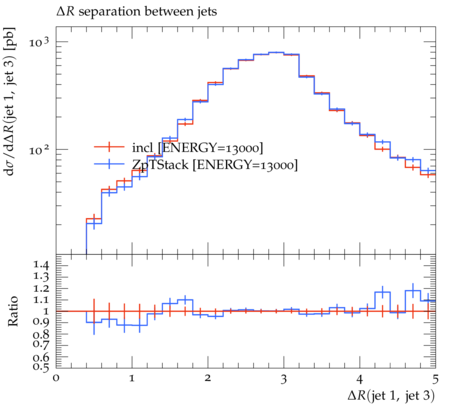 ΔR separation between jets
dσ/dΔR(jet 1, jet 3) [pb]
10³
10²
incl [ENERGY=13000]
ZpTStack [ENERGY=13000]
Ratio
1.4
1.3
1.2
1.1
1
0.9
0.8
0.7
0.6
0.5
0 1 2 3 4 5
ΔR(jet 1, jet 3)